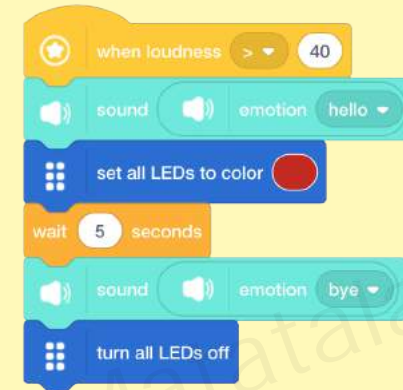 when loudness > 40
sound emotion hello
set all LEDs to color
wait 5 seconds
sound emotion bye
turn all LEDs off